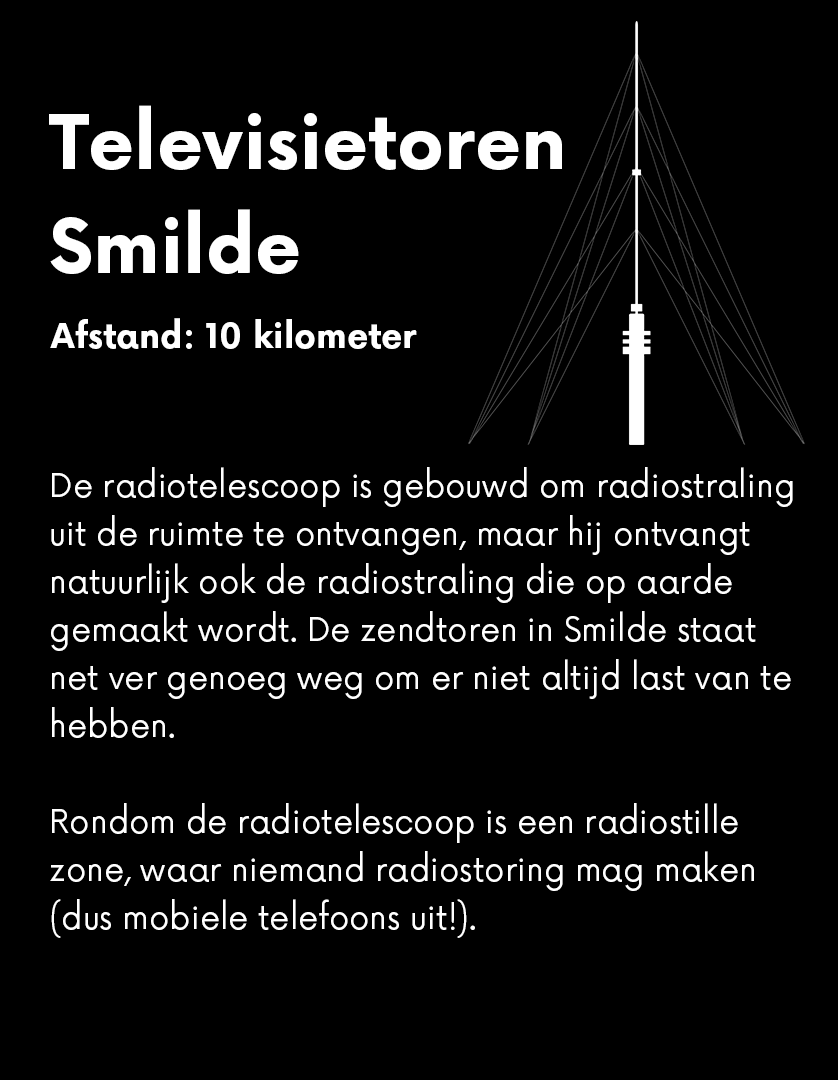 Televisietoren
Smilde
Afstand: 10 kilometer
De radiotelescoop is gebouwd om radiostraling
uit de ruimte te ontvangen, maar hij ontvangt
natuurlijk ook de radiostraling die op aarde
gemaakt wordt. De zendtoren in Smilde staat
net ver genoeg weg om er niet altijd last van te
hebben.
Rondom de radiotelescoop is een radiostille
zone, waar niemand radiostoring mag maken
(dus mobiele telefoons uit!).